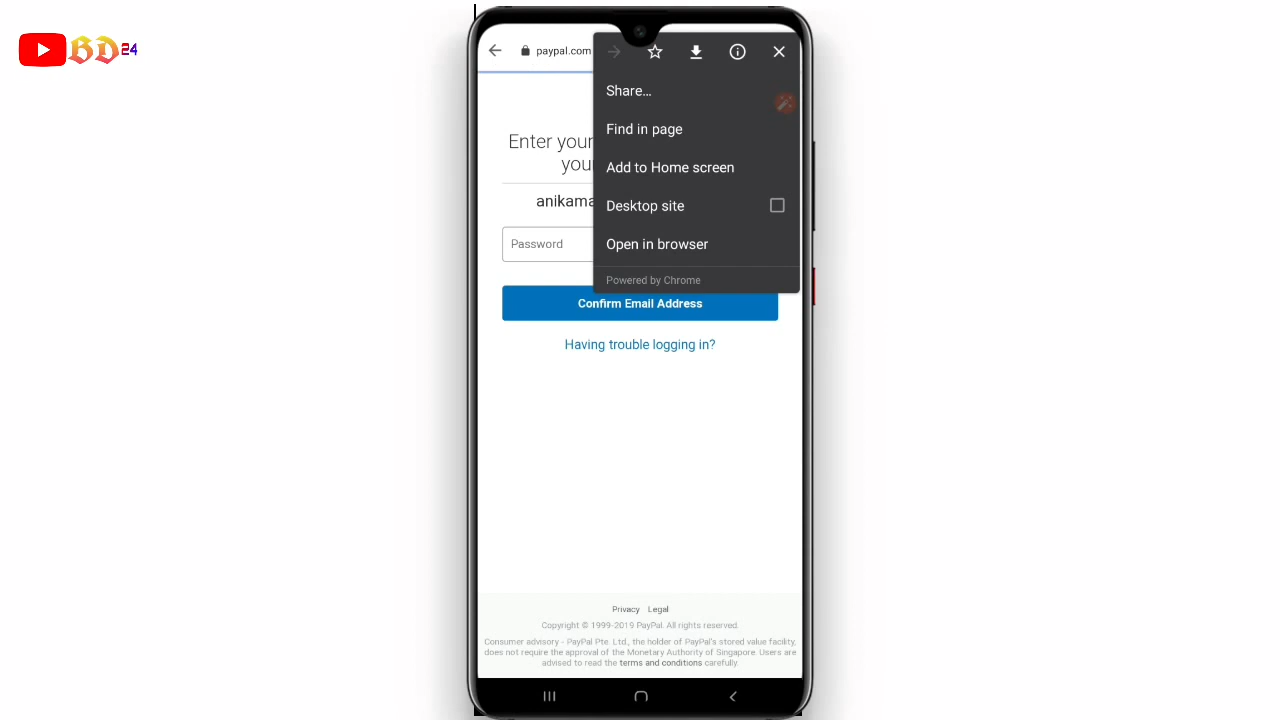 BD 24
paypal.com
Share...
Find in page
Add to Home screen
Desktop site
Open in browser
Powered by Chrome
Enter your
your
anikama
Password
Confirm Email Address
Having trouble logging in?
Privacy Legal
Copyright © 1999-2019 PayPal. All rights reserved.
Consumer advisory - PayPal Pte. Ltd., the holder of PayPal's stored value facility,
does not require the approval of the Monetary Authority of Singapore. Users are
advised to read the terms and conditions carefully.